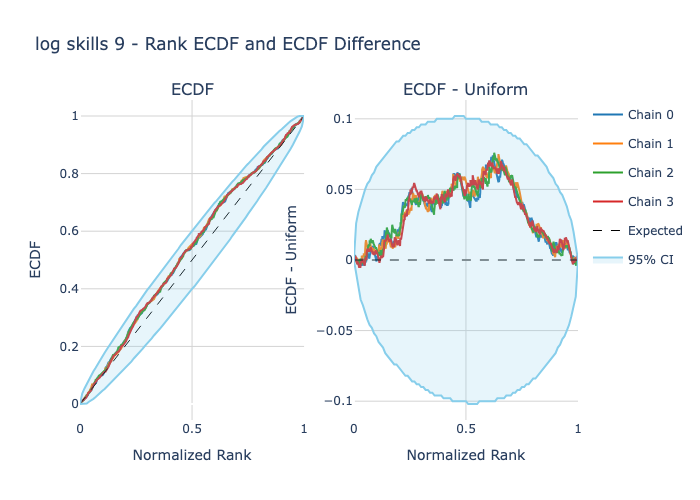 log skills 9 - Rank ECDF and ECDF Difference
ECDF
ECDF - Uniform
1
0.8
0.6
0.4
0.2
0
0
0.5
1
Normalized Rank
ECDF
0.1
0.05
0
−0.05
−0.1
0
0.5
1
Normalized Rank
ECDF - Uniform
Chain 0
Chain 1
Chain 2
Chain 3
Expected
95% CI